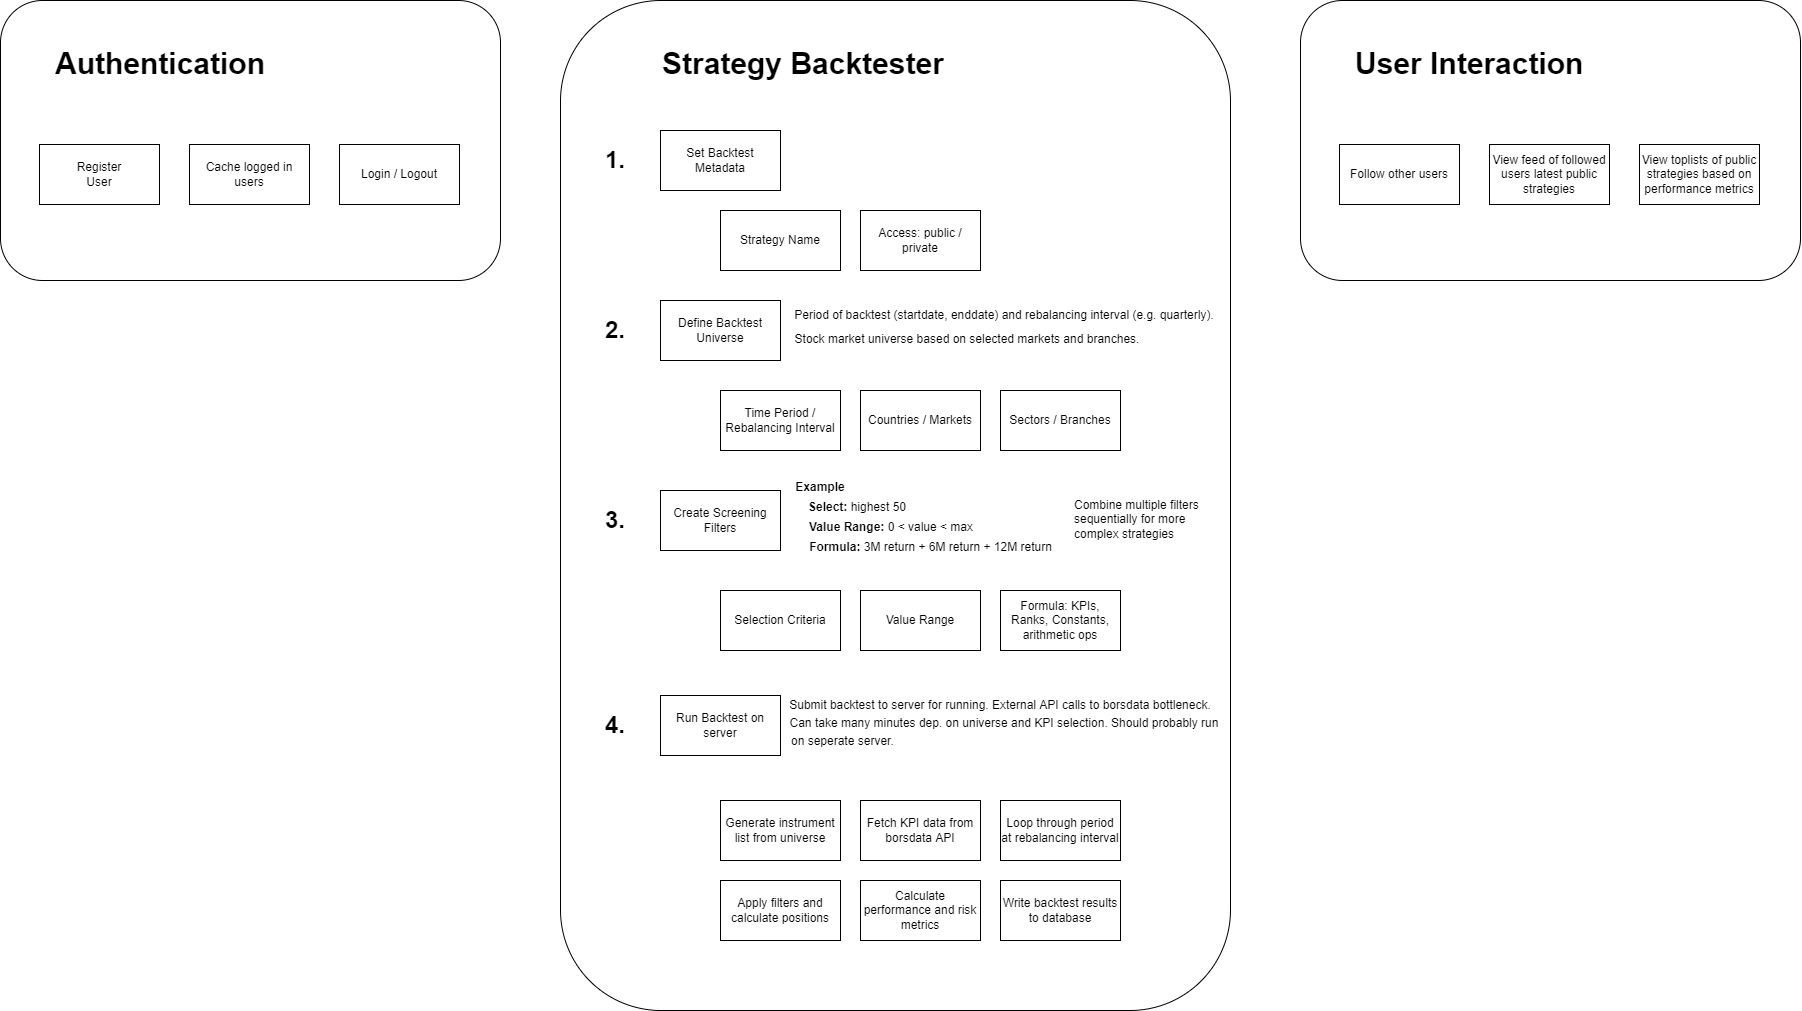 Authentication
Register
User
Cache logged in
users
Login / Logout
Strategy Backtester
1.
Set Backtest
Metadata
Strategy Name
Access: public /
private
2.
Define Backtest
Universe
Period of backtest (startdate, enddate) and rebalancing interval (e.g. quarterly).
Stock market universe based on selected markets and branches.
Time Period /
Rebalancing Interval
Countries / Markets
Sectors / Branches
3.
Create Screening
Filters
Example
Select: highest 50
Value Range: 0 < value < max
Formula: 3M return + 6M return + 12M return
Combine multiple filters
sequentially for more
complex strategies
Selection Criteria
Value Range
Formula: KPIs,
Ranks, Constants,
arithmetic ops
4.
Run Backtest on
server
Submit backtest to server for running. External API calls to borsdata bottleneck.
Can take many minutes dep. on universe and KPI selection. Should probably run
on seperate server.
Generate instrument
list from universe
Fetch KPI data from
borsdata API
Loop through period
at rebalancing interval
Apply filters and
calculate positions
Calculate
performance and risk
metrics
Write backtest results
to database
User Interaction
Follow other users
View feed of followed
users latest public
strategies
View toplists of public
strategies based on
performance metrics